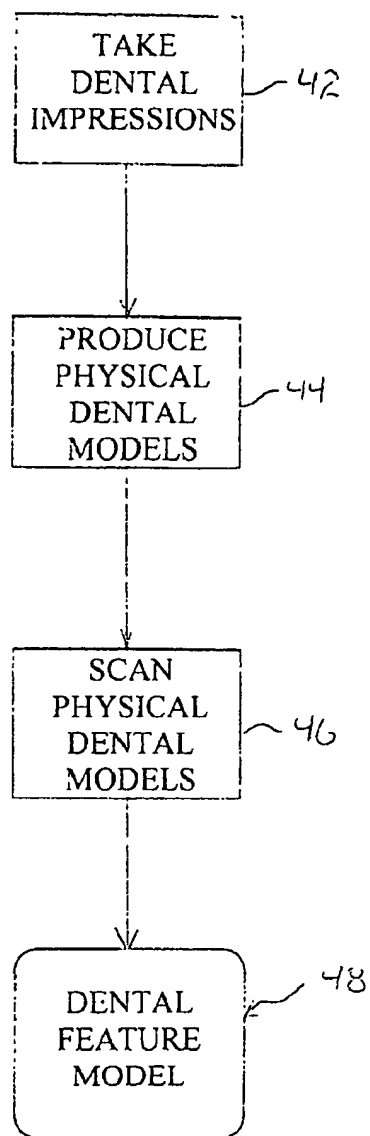 TAKE
DENTAL
IMPRESSIONS
42
PRODUCE
PHYSICAL
DENTAL
MODELS
44
SCAN
PHYSICAL
DENTAL
MODELS
46
DENTAL
FEATURE
MODEL
48